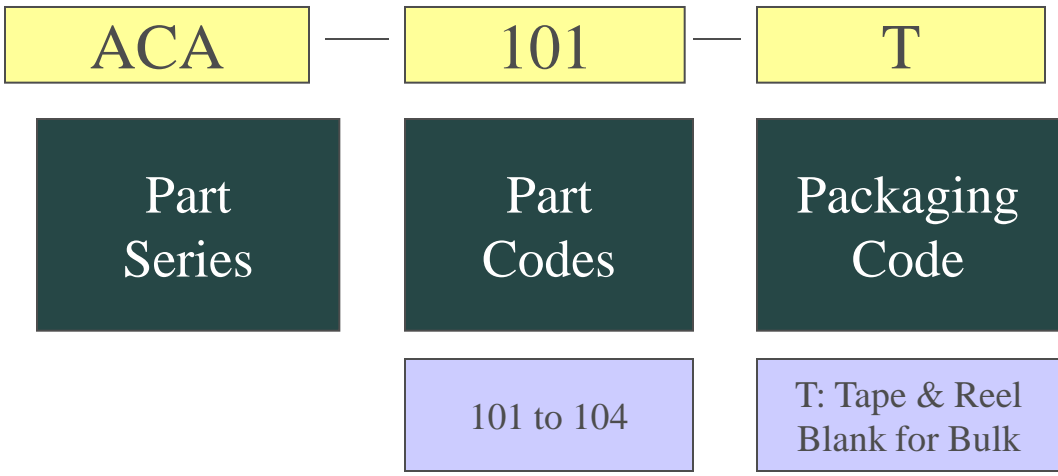 ACA — 101 — T
Part
Series
Part
Codes
Packaging
Code
101 to 104
T: Tape & Reel
Blank for Bulk